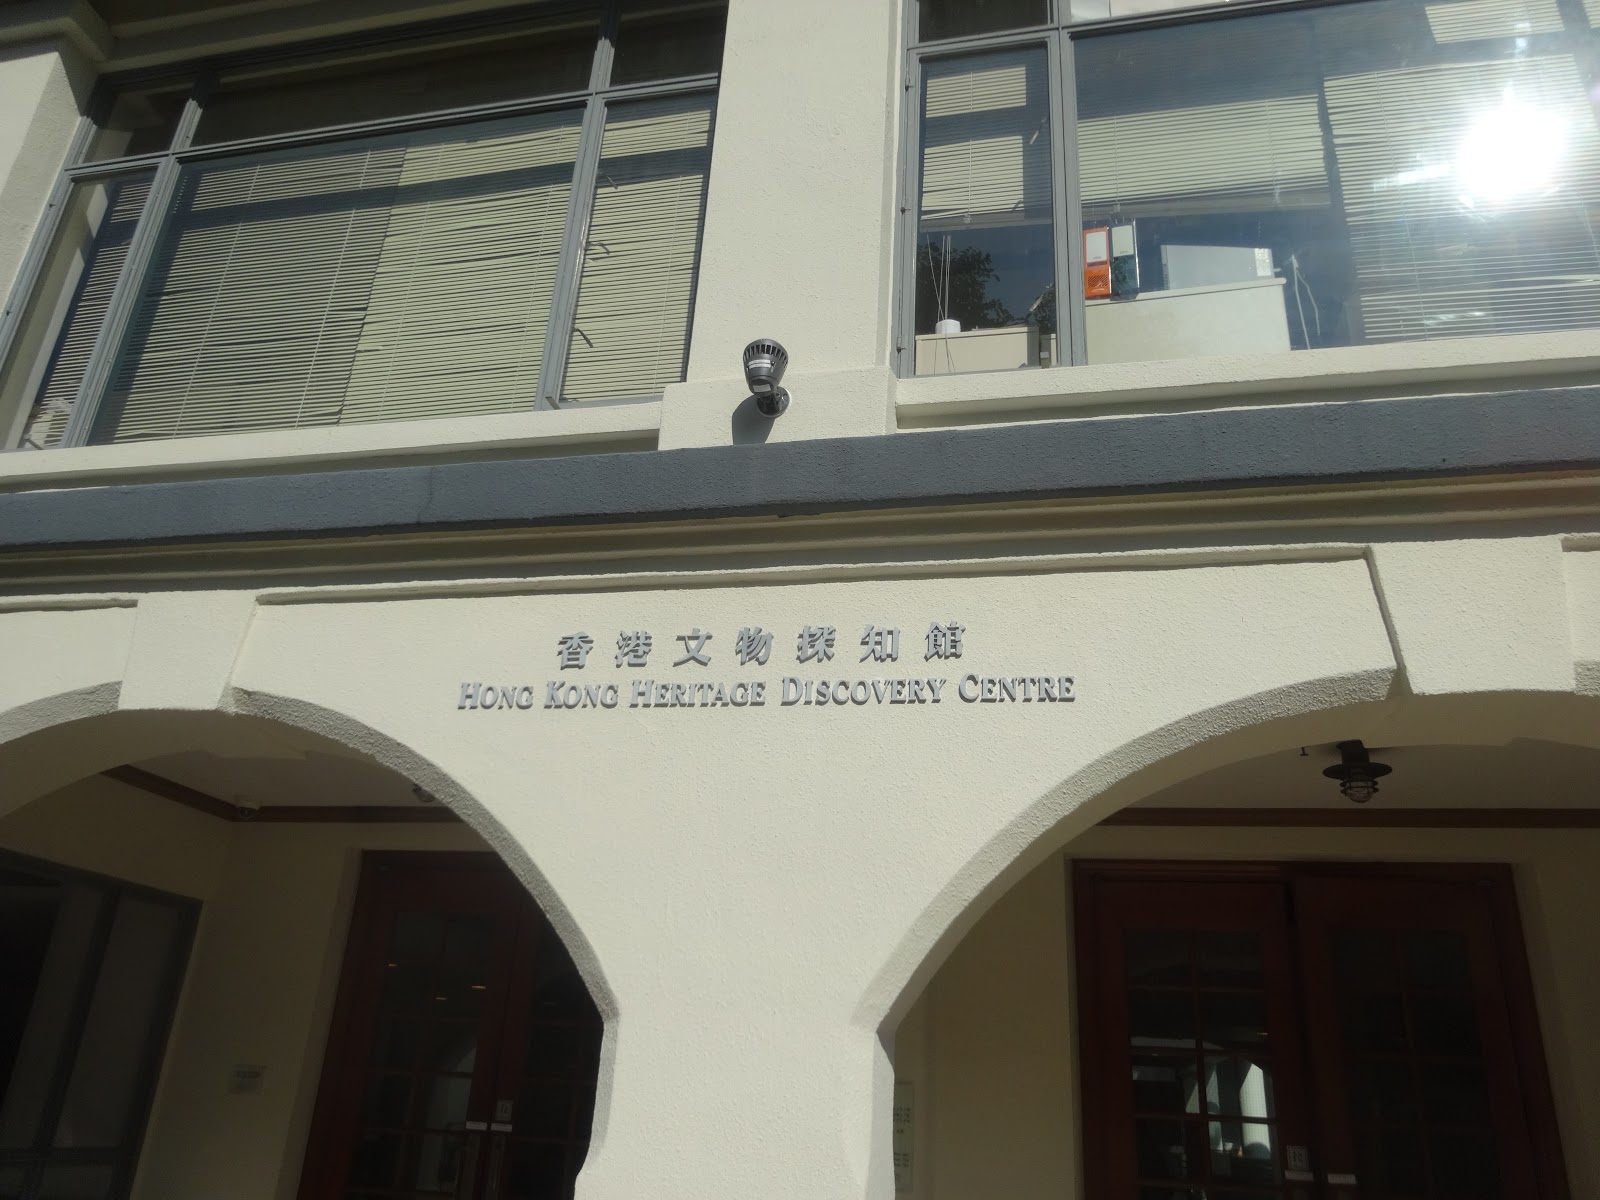 香港文物探知館
HONG KONG HERITAGE DISCOVERY CENTRE